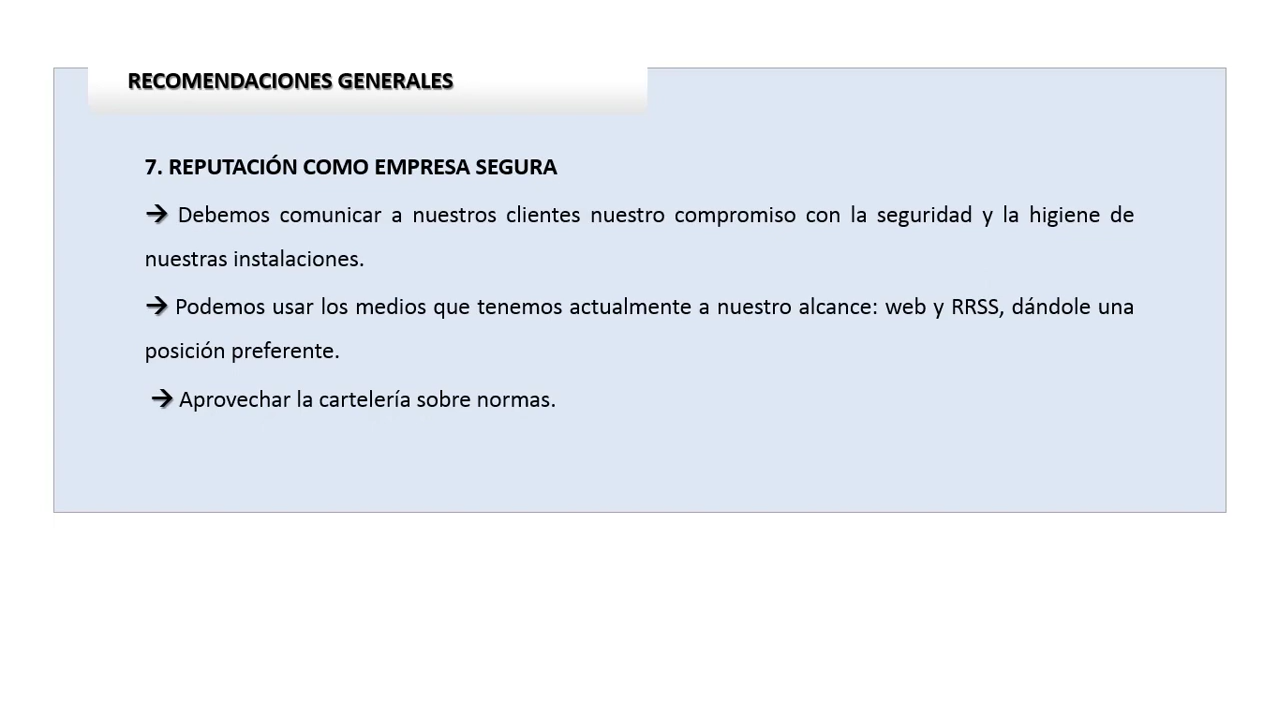 RECOMENDACIONES GENERALES
7. REPUTACIÓN COMO EMPRESA SEGURA
→ Debemos comunicar a nuestros clientes nuestro compromiso con la seguridad y la higiene de
nuestras instalaciones.
→ Podemos usar los medios que tenemos actualmente a nuestro alcance: web y RRSS, dándole una
posición preferente.
→ Aprovechar la cartelería sobre normas.